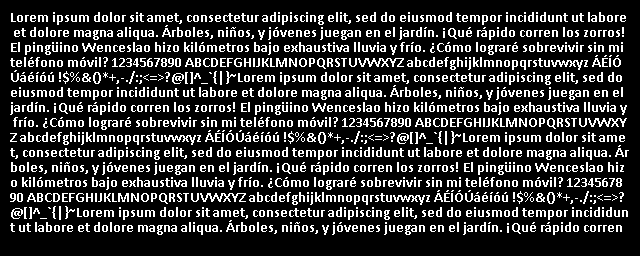 Lorem ipsum dolor sit amet, consectetur adipiscing elit, sed do eiusmod tempor incididunt ut labore
et dolore magna aliqua. Árboles, niños, y jóvenes juegan en el jardín. ¡Qué rápido corren los zorros!
El pingüiino Wenceslao hizo kilómetros bajo exhaustiva lluvia y frío. ¿Cómo lograré sobrevivir sin mi
teléfono móvil? 1234567890 ABCDEFGHIJKLMNOPQRSTUVWXYZ abcdefghijklmnopqrstuvwxyz ÁÉÍÓ
Úáéíóú !$%&()*+,-./:;<=>?@[]^_`{|}~Lorem ipsum dolor sit amet, consectetur adipiscing elit, sed do
eiusmod tempor incididunt ut labore et dolore magna aliqua. Árboles, niños, y jóvenes juegan en el jar
dín. ¡Qué rápido corren los zorros! El pingüiino Wenceslao hizo kilómetros bajo exhaustiva lluvia y
frío. ¿Cómo lograré sobrevivir sin mi teléfono móvil? 1234567890 ABCDEFGHIJKLMNOPQRSTUVWXY
Z abcdefghijklmnopqrstuvwxyz ÁÉÍÓÚáéíóú !$%&()*+,-./:;<=>?@[]^_`{|}~Lorem ipsum dolor sit ame
t, consectetur adipiscing elit, sed do eiusmod tempor incididunt ut labore et dolore magna aliqua. Ár
boles, niños, y jóvenes juegan en el jardín. ¡Qué rápido corren los zorros! El pingüiino Wenceslao hiz
o kilómetros bajo exhaustiva lluvia y frío. ¿Cómo lograré sobrevivir sin mi teléfono móvil? 12345678
90 ABCDEFGHIJKLMNOPQRSTUVWXYZ abcdefghijklmnopqrstuvwxyz ÁÉÍÓÚáéíóú !$%&()*+,-./:;<=>?
@[]^_`{|}~Lorem ipsum dolor sit amet, consectetur adipiscing elit, sed do eiusmod tempor incididun
t ut labore et dolore magna aliqua. Árboles, niños, y jóvenes juegan en el jardín. ¡Qué rápido corren